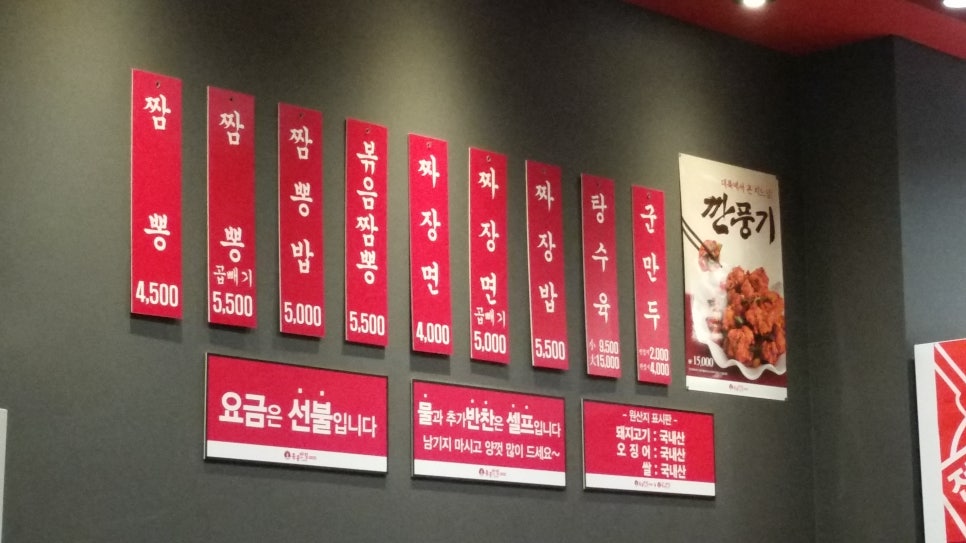 짬뽕
4,500
짬뽕
곱빼기
5,500
짬뽕밥
5,000
볶음짬뽕
5,500
짜장면
4,000
짜장면
곱빼기
5,000
짜장밥
5,500
탕수육
小 9,500
大 15,000
군만두
2,000
4,000
깐풍기
₩15,000
요금은 선불입니다
물과 추가반찬은 셀프입니다
남기지 마시고 양껏 많이 드세요~
- 원산지 표시판 -
돼지고기 : 국내산
오징어 : 국내산
쌀 : 국내산